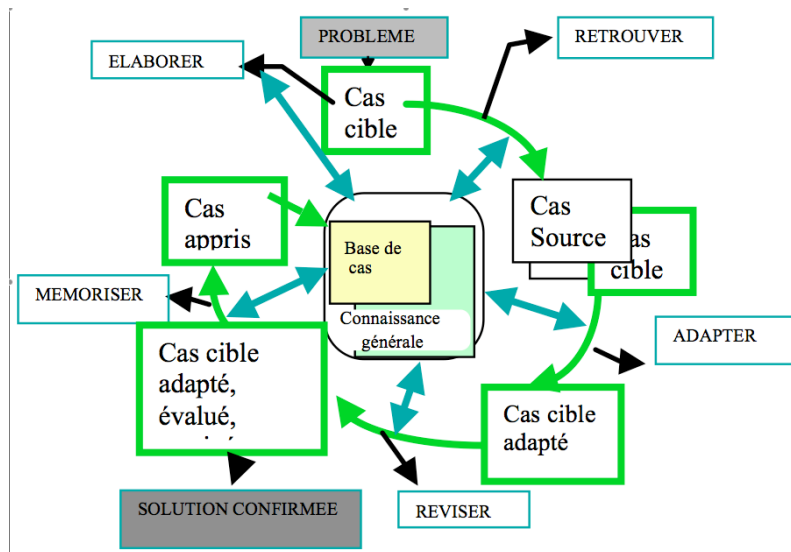 PROBLEME
RETROUVER
ELABORER
Cas
cible
Cas
Source
cible
Cas
appris
Base de
cas
Connaissance
générale
MEMORISER
ADAPTER
Cas cible
adapté,
évalué,
Cas cible
adapté
SOLUTION CONFIRMEE
REVISER